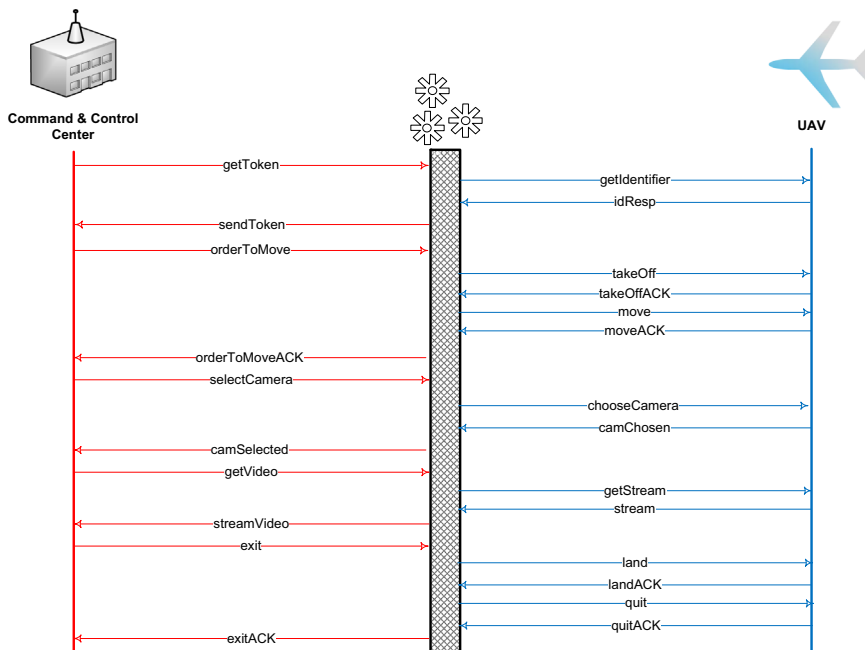 Command & Control
Center
UAV
getToken
getIdentifier
idResp
sendToken
orderToMove
takeOff
takeOffACK
move
moveACK
orderToMoveACK
selectCamera
chooseCamera
camChosen
camSelected
getVideo
getStream
stream
streamVideo
exit
land
landACK
quit
quitACK
exitACK